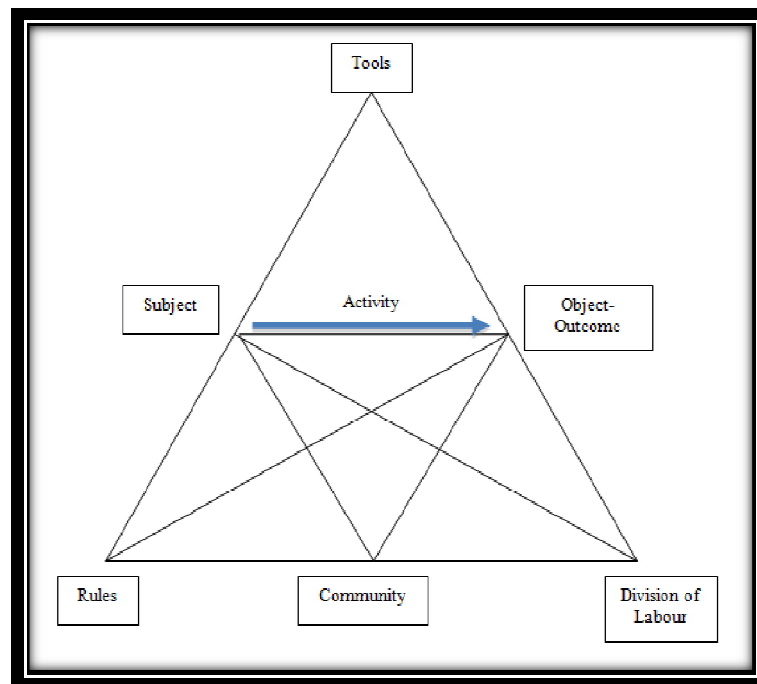 Tools
Subject
Activity
Object-
Outcome
Rules
Community
Division of
Labour